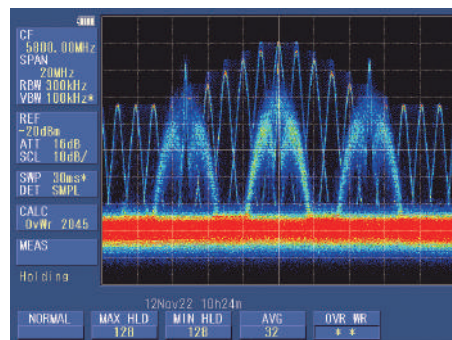 CF
5800.00MHz
SPAN
20MHz
RBW 300kHz
VBW 100kHz*
REF
-20dBm
ATT 16dB
SCL 10dB/
SWP 30ms*
DET SMPL
CALC
OvWr 2045
MEAS
Holding
12Nov22 10h24m
NORMAL
MAX HLD
128
MIN HLD
128
AVG
32
OVR WR
* *